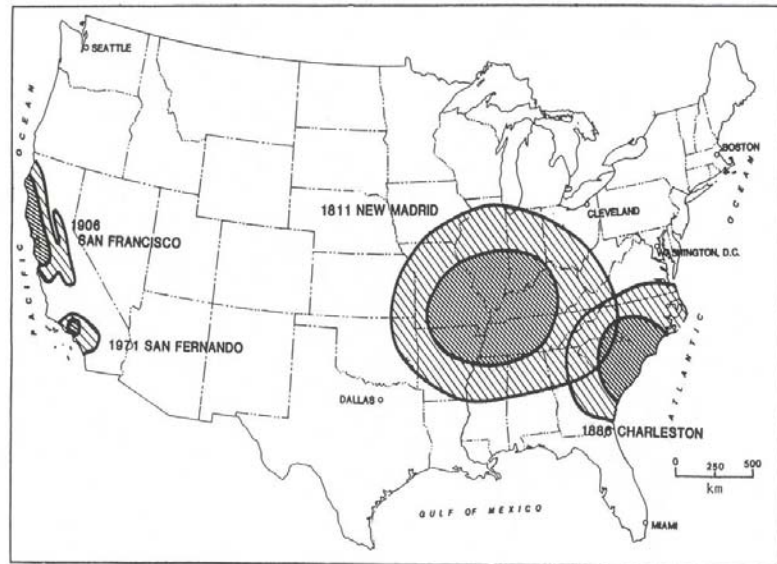 SEATTLE
PACIFIC OCEAN
BOSTON
1811 NEW MADRID
CLEVELAND
1906
SAN FRANCISCO
WASHINGTON, D.C.
ATLANTIC OCEAN
1971 SAN FERNANDO
DALLAS
1886 CHARLESTON
0 250 500
km
GULF OF MEXICO
MIAMI